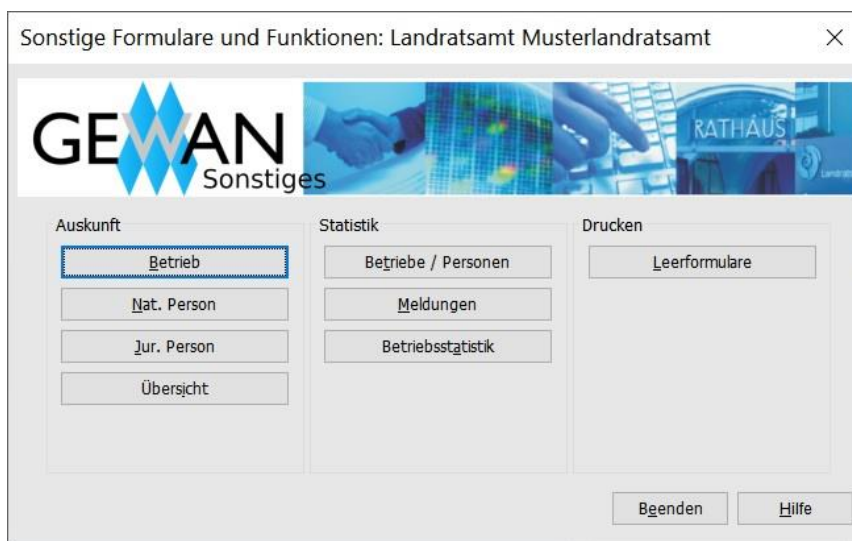 Sonstige Formulare und Funktionen: Landratsamt Musterlandratsamt
GEWAN
Sonstiges
RATHAUS
Auskunft
Betrieb
Nat. Person
Jur. Person
Übersicht
Statistik
Betriebe / Personen
Meldungen
Betriebsstatistik
Drucken
Leerformulare
Beenden
Hilfe